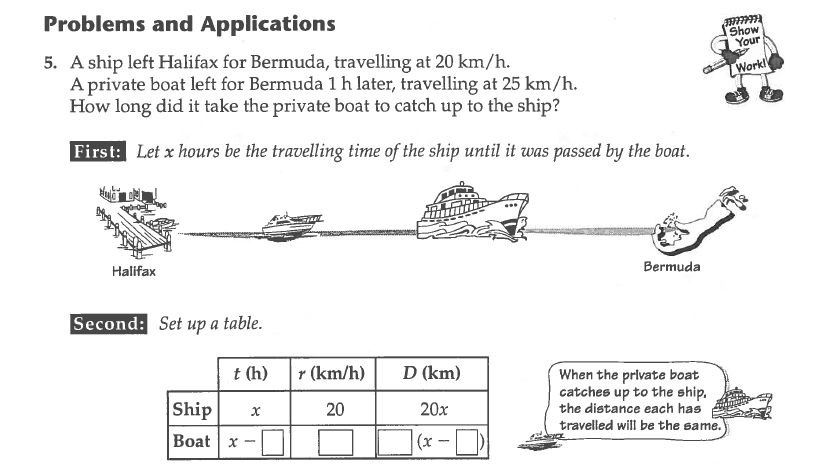 Problems and Applications
Show
Your
Work!
5. A ship left Halifax for Bermuda, travelling at 20 km/h.
A private boat left for Bermuda 1 h later, travelling at 25 km/h.
How long did it take the private boat to catch up to the ship?
First: Let x hours be the travelling time of the ship until it was passed by the boat.
Halifax
Bermuda
Second: Set up a table.
t (h) r (km/h) D (km)
Ship x 20 20x
Boat x − □ □ □(x − □)
When the private boat
catches up to the ship,
the distance each has
travelled will be the same.